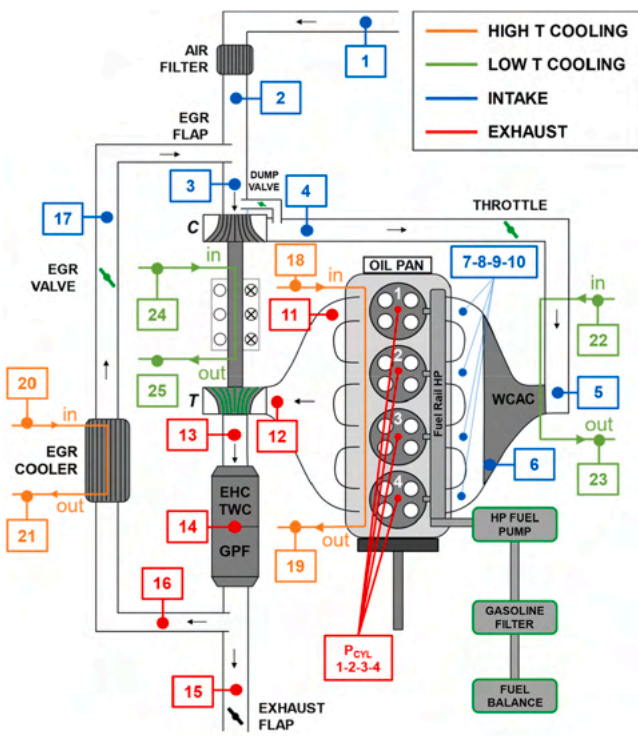 HIGH T COOLING
LOW T COOLING
INTAKE
EXHAUST
1
AIR
FILTER
2
EGR
FLAP
3
DUMP
VALVE
4
THROTTLE
17
C
in
18
OIL PAN
7-8-9-10
EGR
VALVE
24
in
11
1
in
22
25
out
2
Fuel Rail HP
WCAC
5
20
T
12
in
13
3
6
out
23
EGR
COOLER
out
21
EHC
TWC
14
GPF
4
out
19
HP FUEL
PUMP
16
GASOLINE
FILTER
PCYL
1-2-3-4
15
EXHAUST
FLAP
FUEL
BALANCE